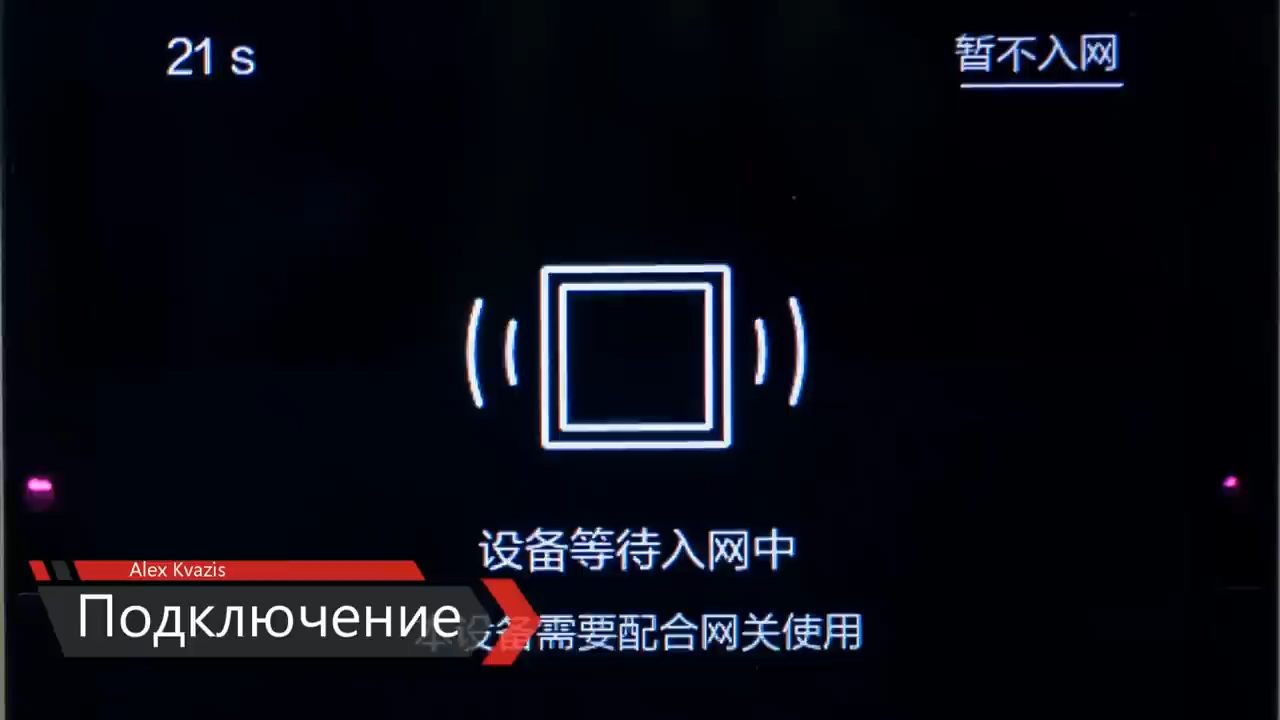 21 s
暂不入网
设备等待入网中
Alex Kvazis
Подключение
本设备需要配合网关使用